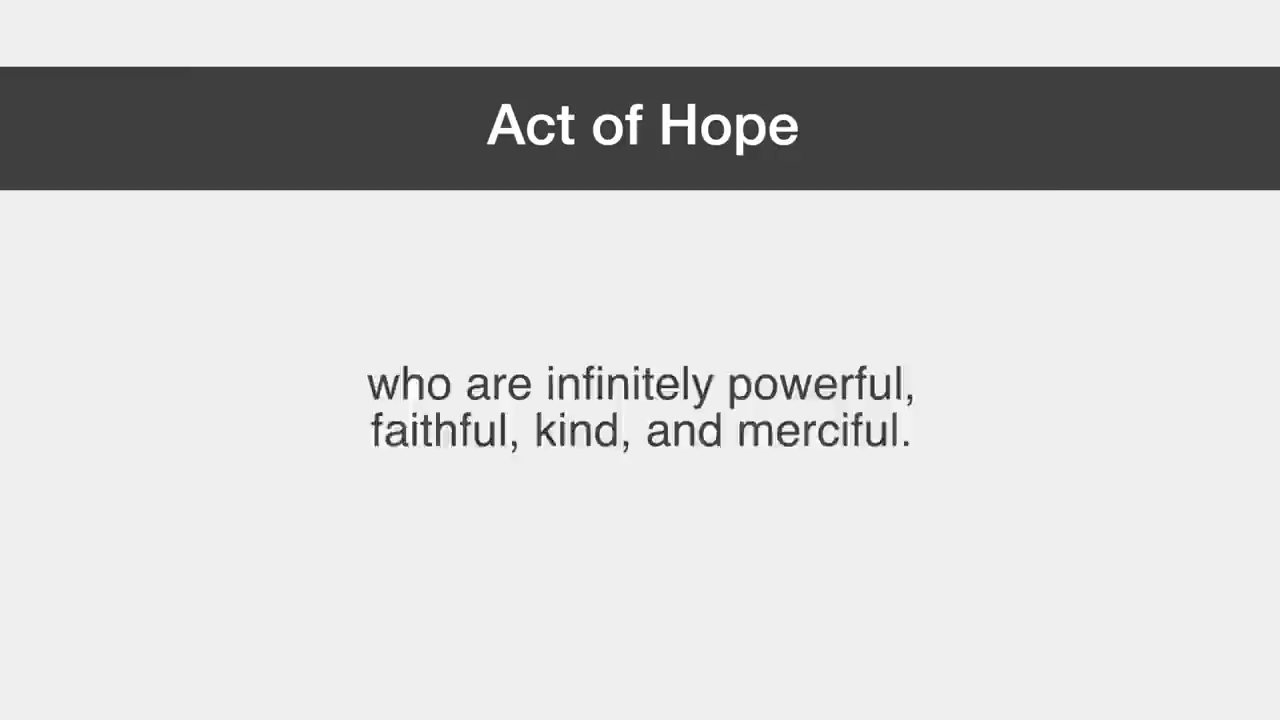 Act of Hope
who are infinitely powerful,
faithful, kind, and merciful.